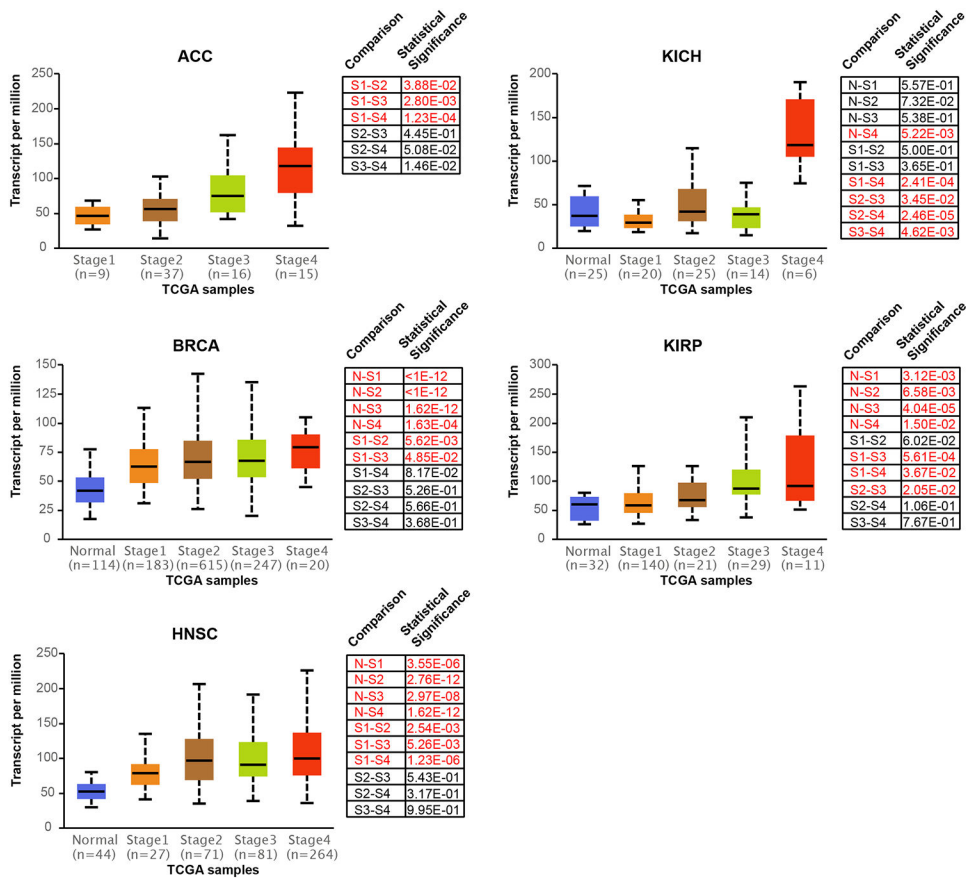 ACC
Transcript per million
250
200
150
100
50
0
Stage1 Stage2 Stage3 Stage4
(n=9) (n=37) (n=16) (n=15)
TCGA samples
Comparison Statistical Significance
S1-S2 3.88E-02
S1-S3 2.80E-03
S1-S4 1.23E-04
S2-S3 4.45E-01
S2-S4 5.08E-02
S3-S4 1.46E-02
KICH
Transcript per million
200
150
100
50
0
Normal Stage1 Stage2 Stage3 Stage4
(n=25) (n=20) (n=25) (n=14) (n=6)
TCGA samples
Comparison Statistical Significance
N-S1 5.57E-01
N-S2 7.32E-02
N-S3 5.38E-01
N-S4 5.22E-03
S1-S2 5.00E-01
S1-S3 3.65E-01
S1-S4 2.41E-04
S2-S3 3.45E-02
S2-S4 2.46E-05
S3-S4 4.62E-03
BRCA
Transcript per million
150
125
100
75
50
25
0
Normal Stage1 Stage2 Stage3 Stage4
(n=114) (n=183) (n=615) (n=247) (n=20)
TCGA samples
Comparison Statistical Significance
N-S1 <1E-12
N-S2 <1E-12
N-S3 1.62E-12
N-S4 1.63E-04
S1-S2 5.62E-03
S1-S3 4.85E-02
S1-S4 8.17E-02
S2-S3 5.26E-01
S2-S4 5.66E-01
S3-S4 3.68E-01
KIRP
Transcript per million
300
250
200
150
100
50
0
Normal Stage1 Stage2 Stage3 Stage4
(n=32) (n=140) (n=21) (n=29) (n=11)
TCGA samples
Comparison Statistical Significance
N-S1 3.12E-03
N-S2 6.58E-03
N-S3 4.04E-05
N-S4 1.50E-02
S1-S2 6.02E-02
S1-S3 5.61E-04
S1-S4 3.67E-02
S2-S3 2.05E-02
S2-S4 1.06E-01
S3-S4 7.67E-01
HNSC
Transcript per million
250
200
150
100
50
0
Normal Stage1 Stage2 Stage3 Stage4
(n=44) (n=27) (n=71) (n=81) (n=264)
TCGA samples
Comparison Statistical Significance
N-S1 3.55E-06
N-S2 2.76E-12
N-S3 2.97E-08
N-S4 1.62E-12
S1-S2 2.54E-03
S1-S3 5.26E-03
S1-S4 1.23E-06
S2-S3 5.43E-01
S2-S4 3.17E-01
S3-S4 9.95E-01